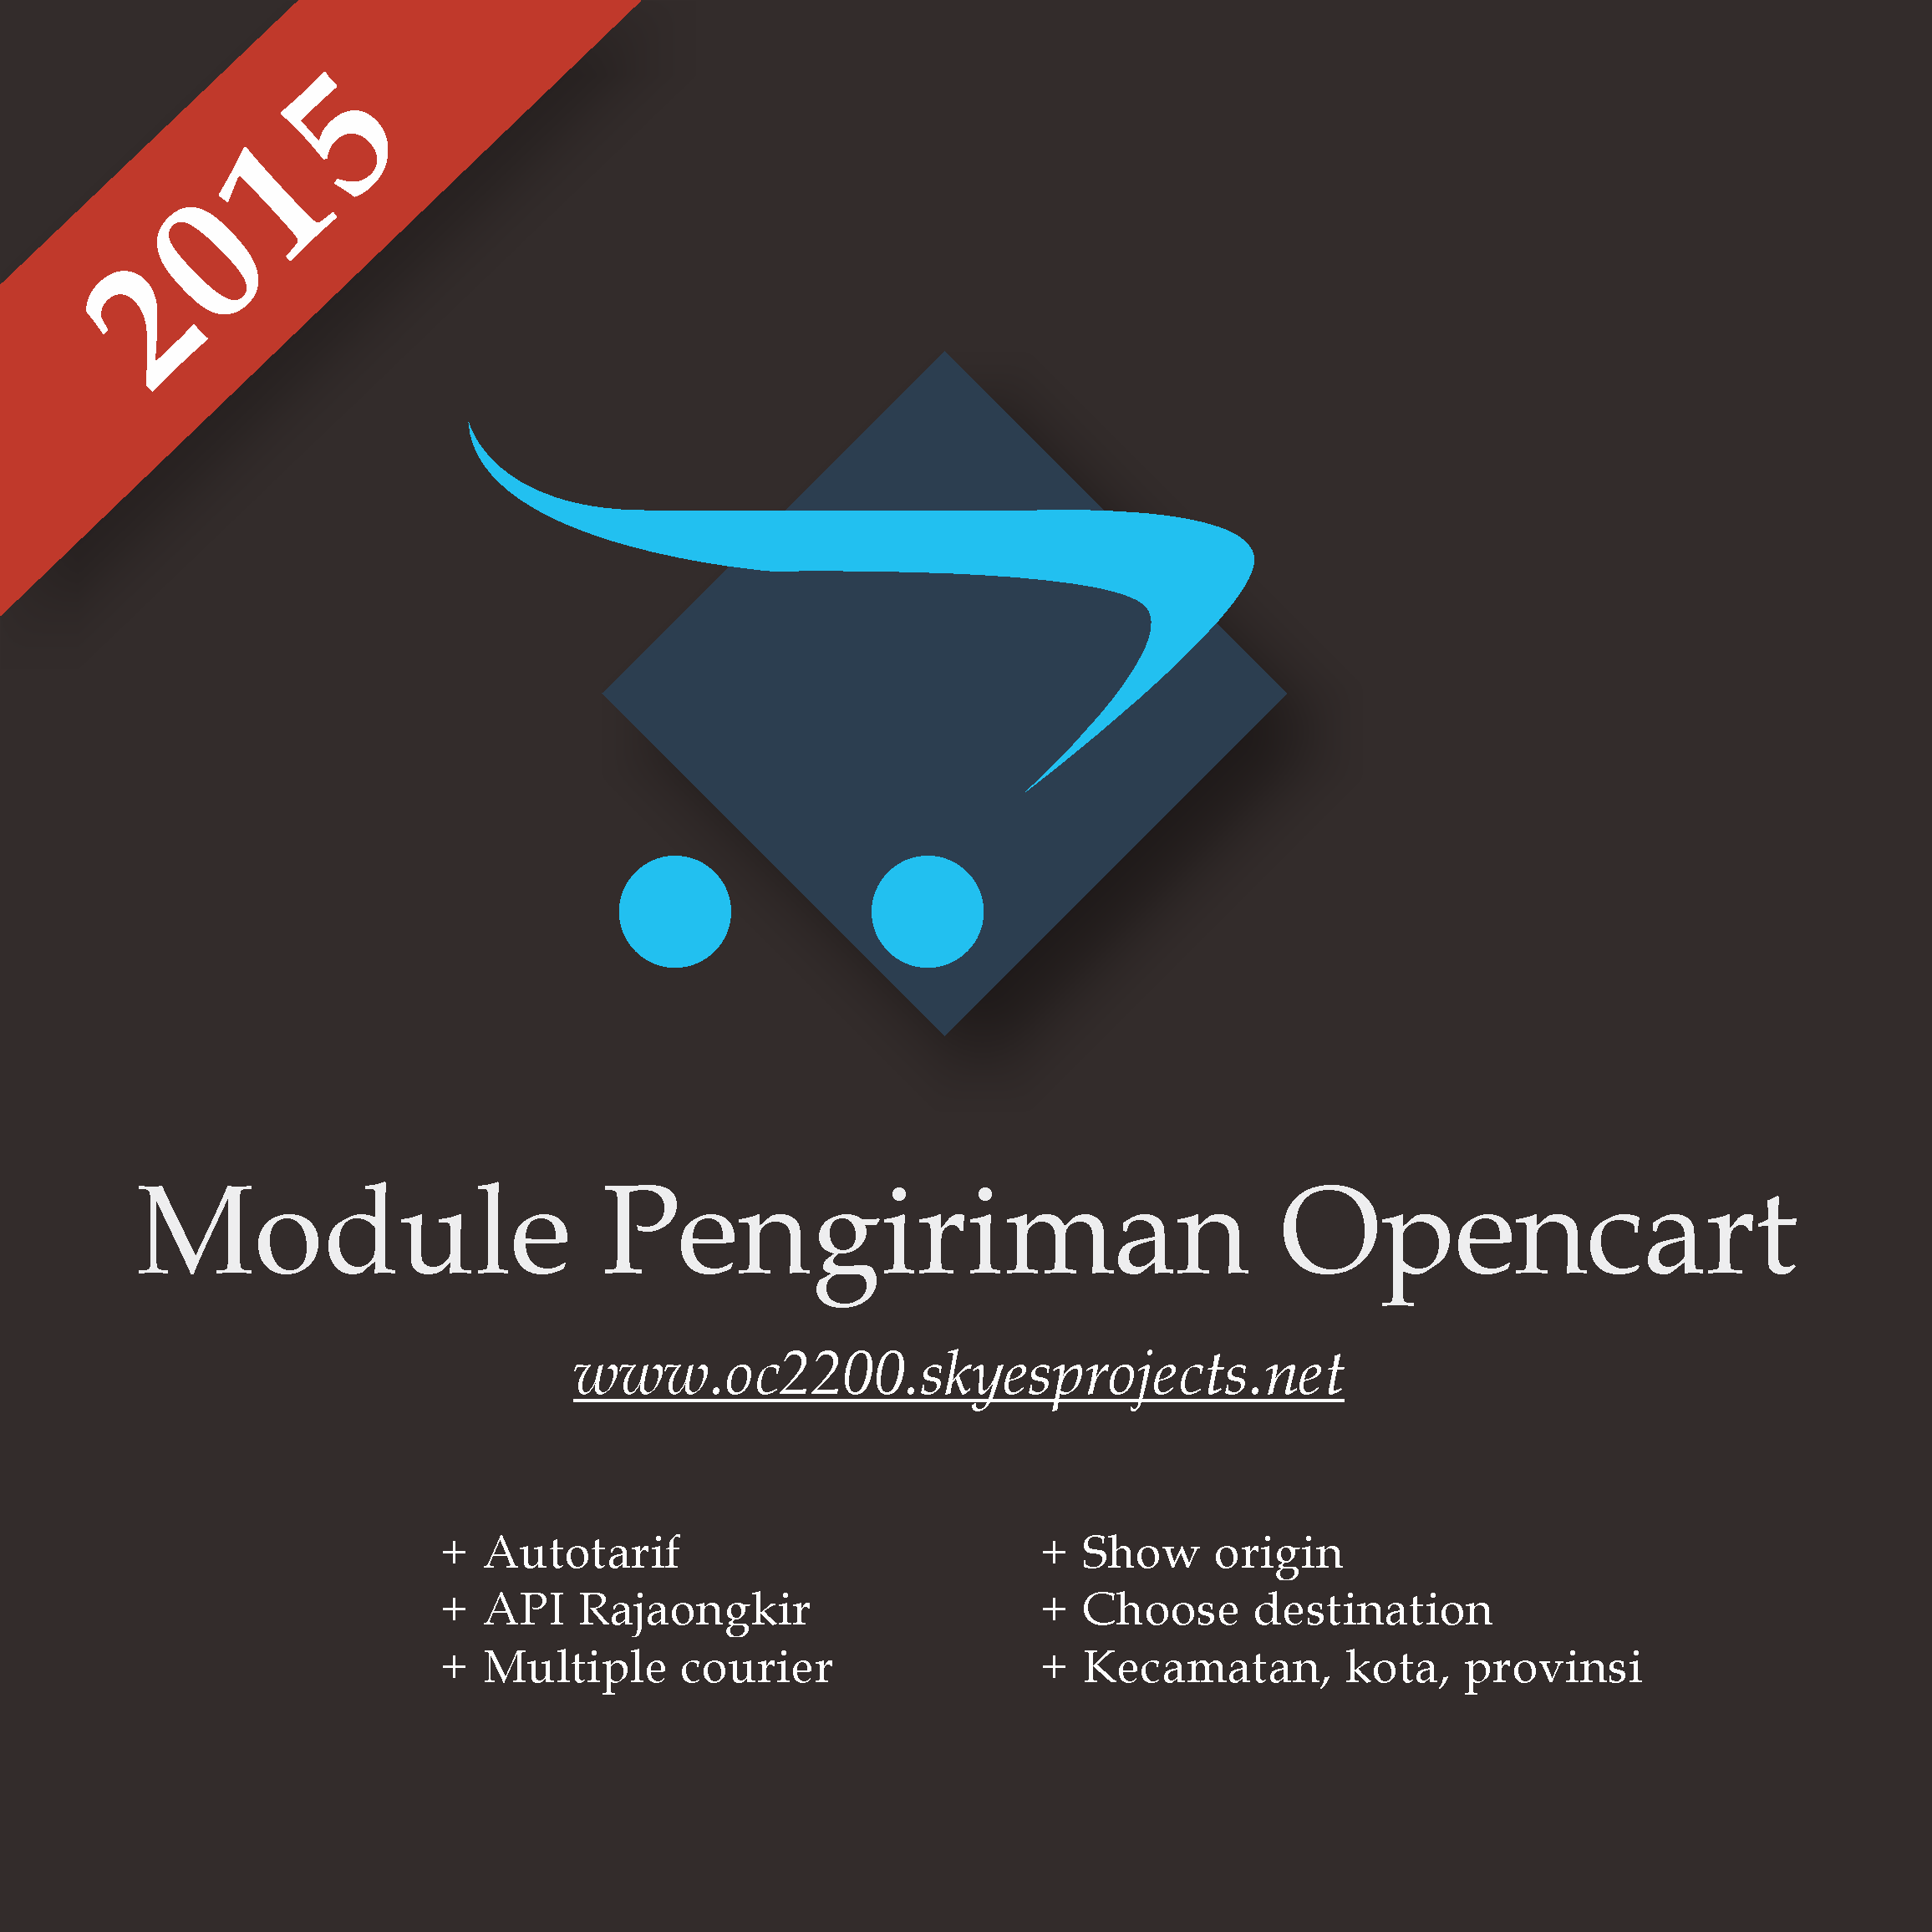 2015
Module Pengiriman Opencart
www.oc2200.skyesprojects.net
+ Autotarif
+ API Rajaongkir
+ Multiple courier
+ Show origin
+ Choose destination
+ Kecamatan, kota, provinsi